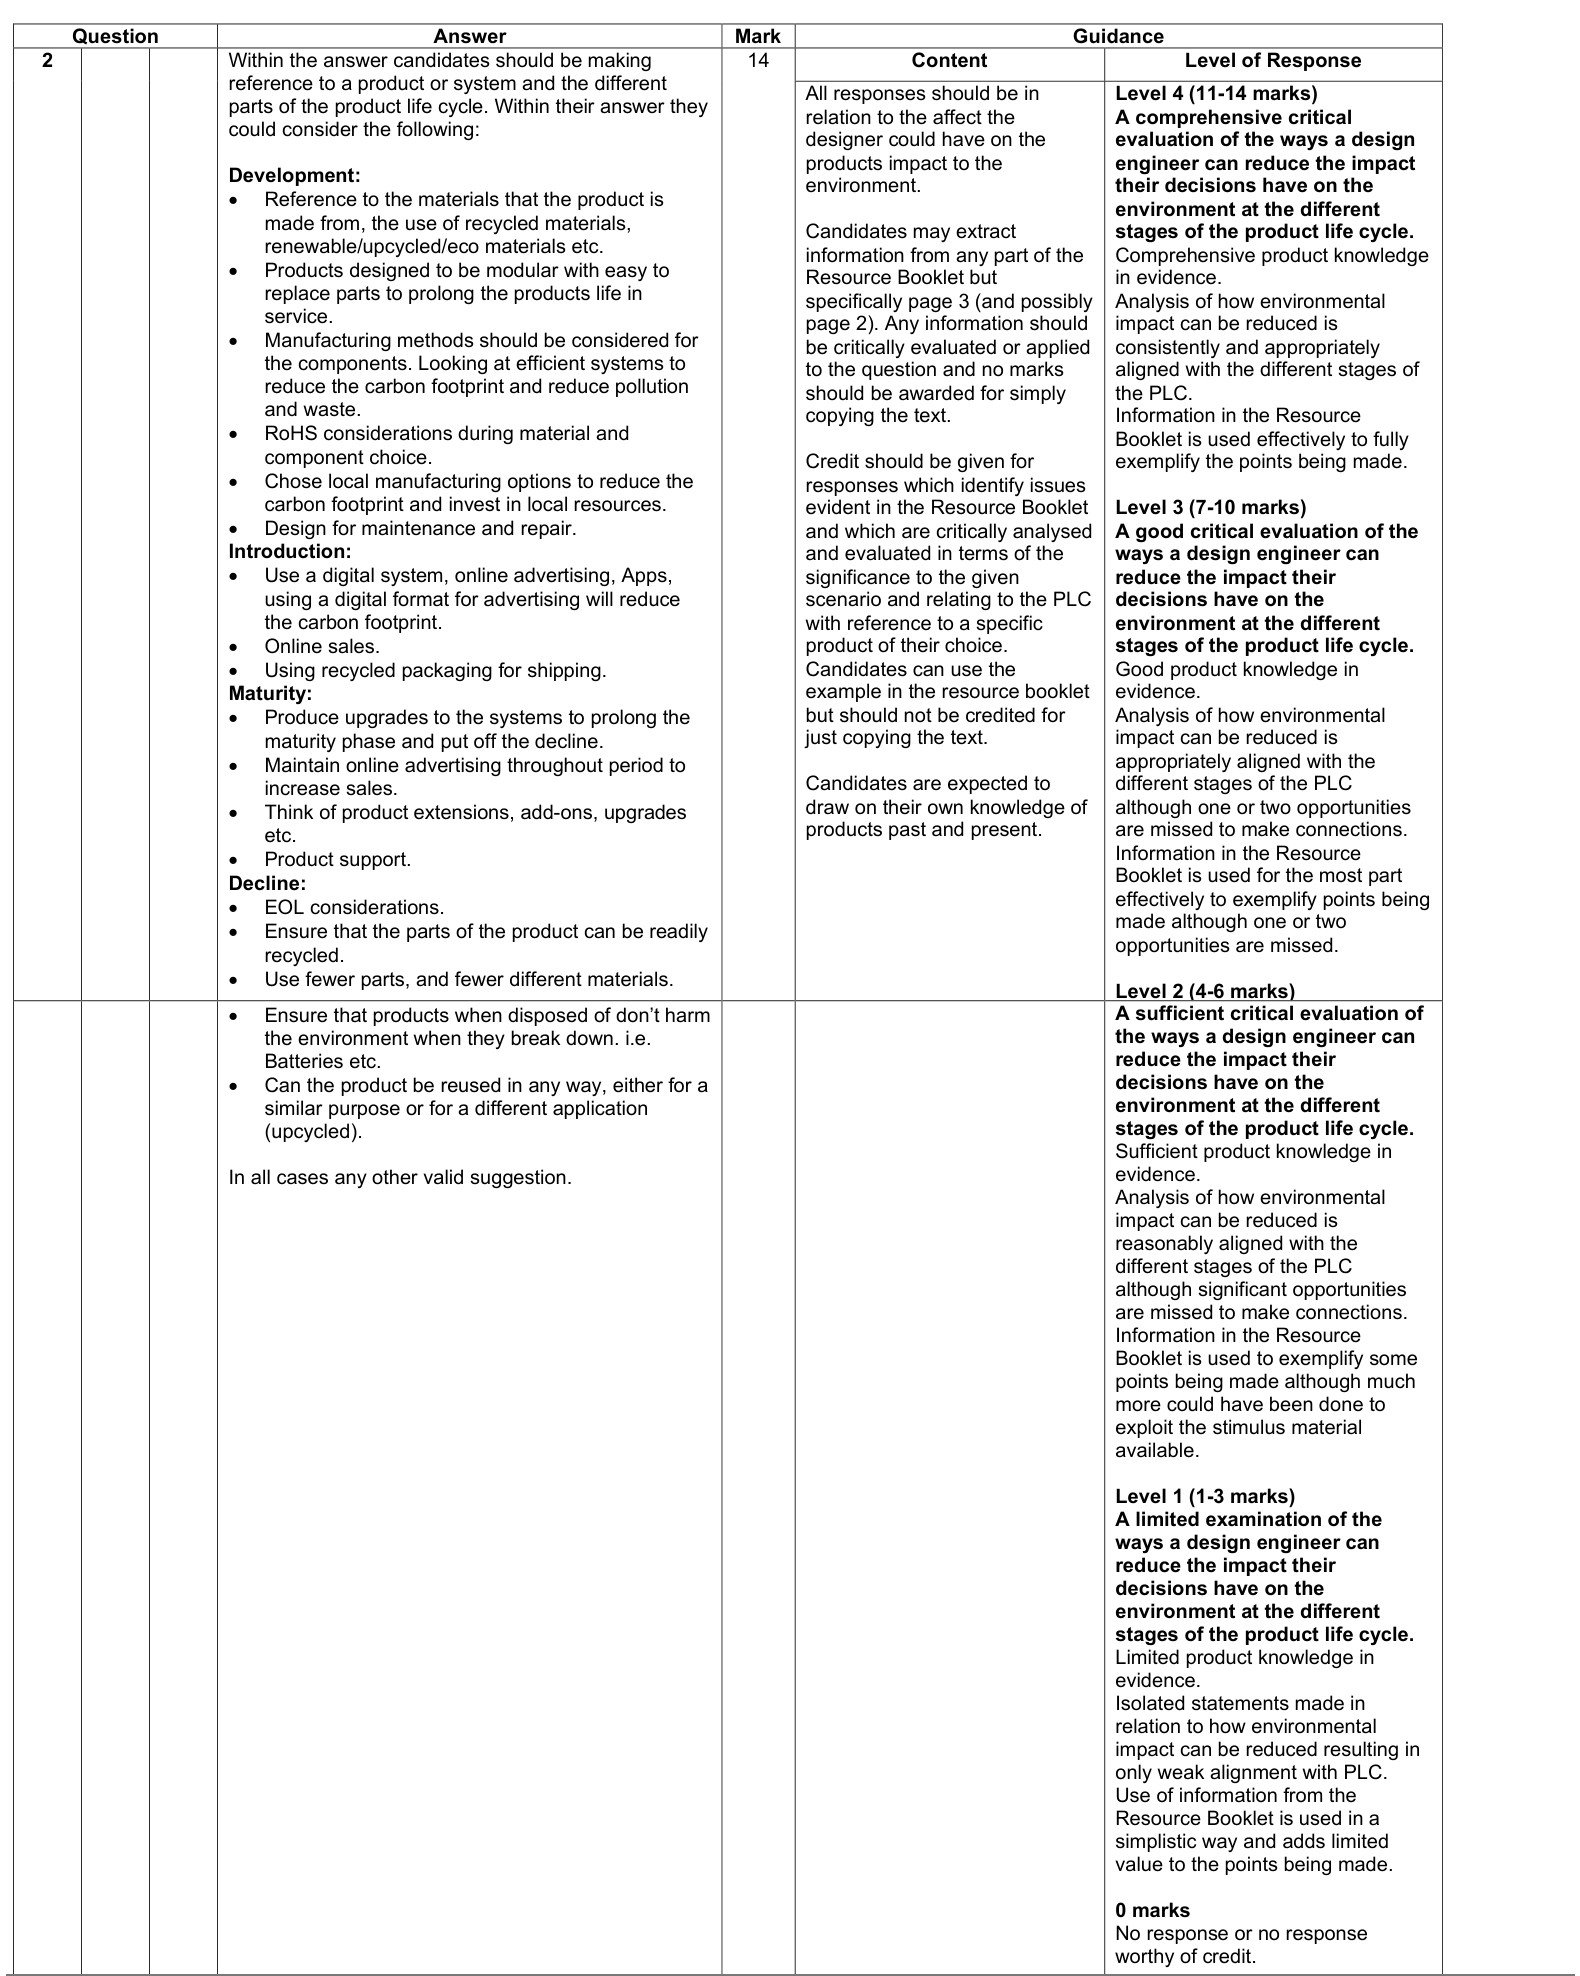 Question Answer Mark Guidance
2 Within the answer candidates should be making
reference to a product or system and the different
parts of the product life cycle. Within their answer they
could consider the following:
Development:
• Reference to the materials that the product is
made from, the use of recycled materials,
renewable/upcycled/eco materials etc.
• Products designed to be modular with easy to
replace parts to prolong the products life in
service.
• Manufacturing methods should be considered for
the components. Looking at efficient systems to
reduce the carbon footprint and reduce pollution
and waste.
• RoHS considerations during material and
component choice.
• Chose local manufacturing options to reduce the
carbon footprint and invest in local resources.
• Design for maintenance and repair.
Introduction:
• Use a digital system, online advertising, Apps,
using a digital format for advertising will reduce
the carbon footprint.
• Online sales.
• Using recycled packaging for shipping.
Maturity:
• Produce upgrades to the systems to prolong the
maturity phase and put off the decline.
• Maintain online advertising throughout period to
increase sales.
• Think of product extensions, add-ons, upgrades
etc.
• Product support.
Decline:
• EOL considerations.
• Ensure that the parts of the product can be readily
recycled.
• Use fewer parts, and fewer different materials.
• Ensure that products when disposed of don’t harm
the environment when they break down. i.e.
Batteries etc.
• Can the product be reused in any way, either for a
similar purpose or for a different application
(upcycled).
In all cases any other valid suggestion.
14
Content
All responses should be in
relation to the affect the
designer could have on the
products impact to the
environment.
Candidates may extract
information from any part of the
Resource Booklet but
specifically page 3 (and possibly
page 2). Any information should
be critically evaluated or applied
to the question and no marks
should be awarded for simply
copying the text.
Credit should be given for
responses which identify issues
evident in the Resource Booklet
and which are critically analysed
and evaluated in terms of the
significance to the given
scenario and relating to the PLC
with reference to a specific
product of their choice.
Candidates can use the
example in the resource booklet
but should not be credited for
just copying the text.
Candidates are expected to
draw on their own knowledge of
products past and present.
Level of Response
Level 4 (11-14 marks)
A comprehensive critical
evaluation of the ways a design
engineer can reduce the impact
their decisions have on the
environment at the different
stages of the product life cycle.
Comprehensive product knowledge
in evidence.
Analysis of how environmental
impact can be reduced is
consistently and appropriately
aligned with the different stages of
the PLC.
Information in the Resource
Booklet is used effectively to fully
exemplify the points being made.
Level 3 (7-10 marks)
A good critical evaluation of the
ways a design engineer can
reduce the impact their
decisions have on the
environment at the different
stages of the product life cycle.
Good product knowledge in
evidence.
Analysis of how environmental
impact can be reduced is
appropriately aligned with the
different stages of the PLC
although one or two opportunities
are missed to make connections.
Information in the Resource
Booklet is used for the most part
effectively to exemplify points being
made although one or two
opportunities are missed.
Level 2 (4-6 marks)
A sufficient critical evaluation of
the ways a design engineer can
reduce the impact their
decisions have on the
environment at the different
stages of the product life cycle.
Sufficient product knowledge in
evidence.
Analysis of how environmental
impact can be reduced is
reasonably aligned with the
different stages of the PLC
although significant opportunities
are missed to make connections.
Information in the Resource
Booklet is used to exemplify some
points being made although much
more could have been done to
exploit the stimulus material
available.
Level 1 (1-3 marks)
A limited examination of the
ways a design engineer can
reduce the impact their
decisions have on the
environment at the different
stages of the product life cycle.
Limited product knowledge in
evidence.
Isolated statements made in
relation to how environmental
impact can be reduced resulting in
only weak alignment with PLC.
Use of information from the
Resource Booklet is used in a
simplistic way and adds limited
value to the points being made.
0 marks
No response or no response
worthy of credit.